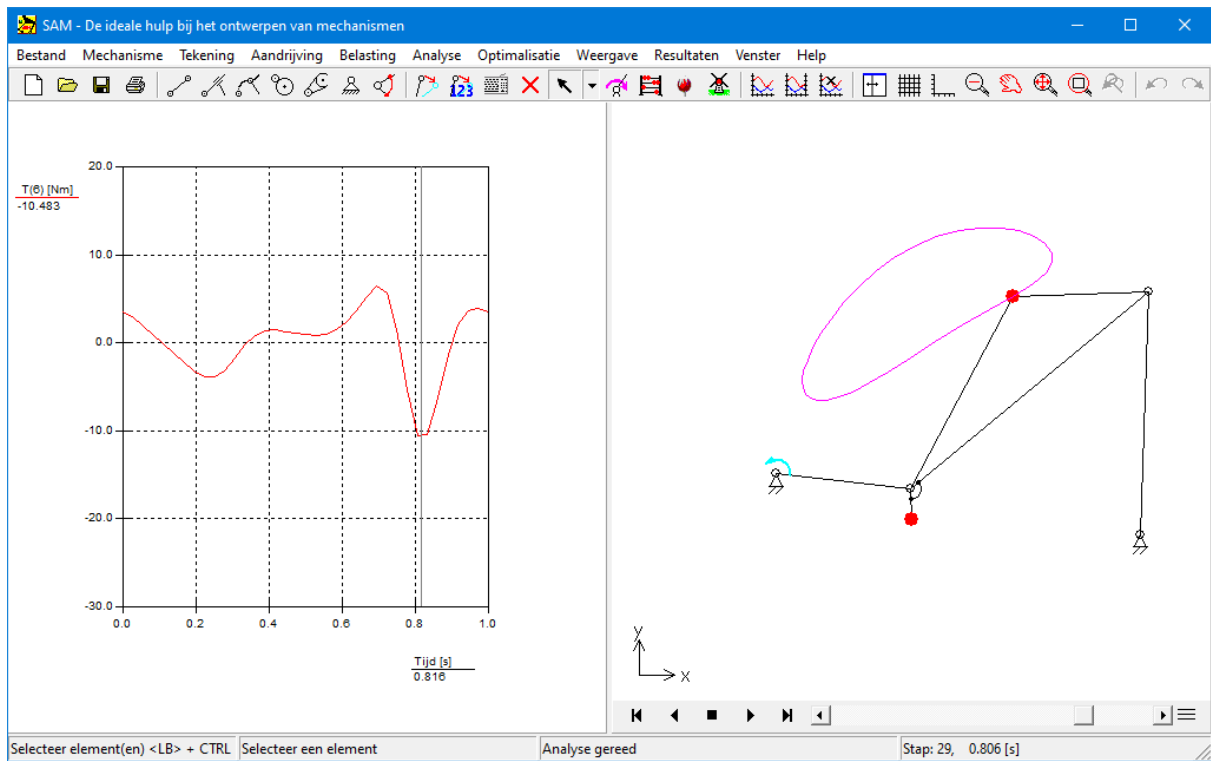 SAM - De ideale hulp bij het ontwerpen van mechanismen
Bestand Mechanisme Tekening Aandrijving Belasting Analyse Optimalisatie Weergave Resultaten Venster Help
123
20.0
T(6) [Nm]
-10.483
10.0
0.0
-10.0
-20.0
-30.0
0.0 0.2 0.4 0.6 0.8 1.0
Tijd [s]
0.816
y
x
Selecteer element(en) <LB> + CTRL Selecteer een element Analyse gereed Stap: 29, 0.806 [s]